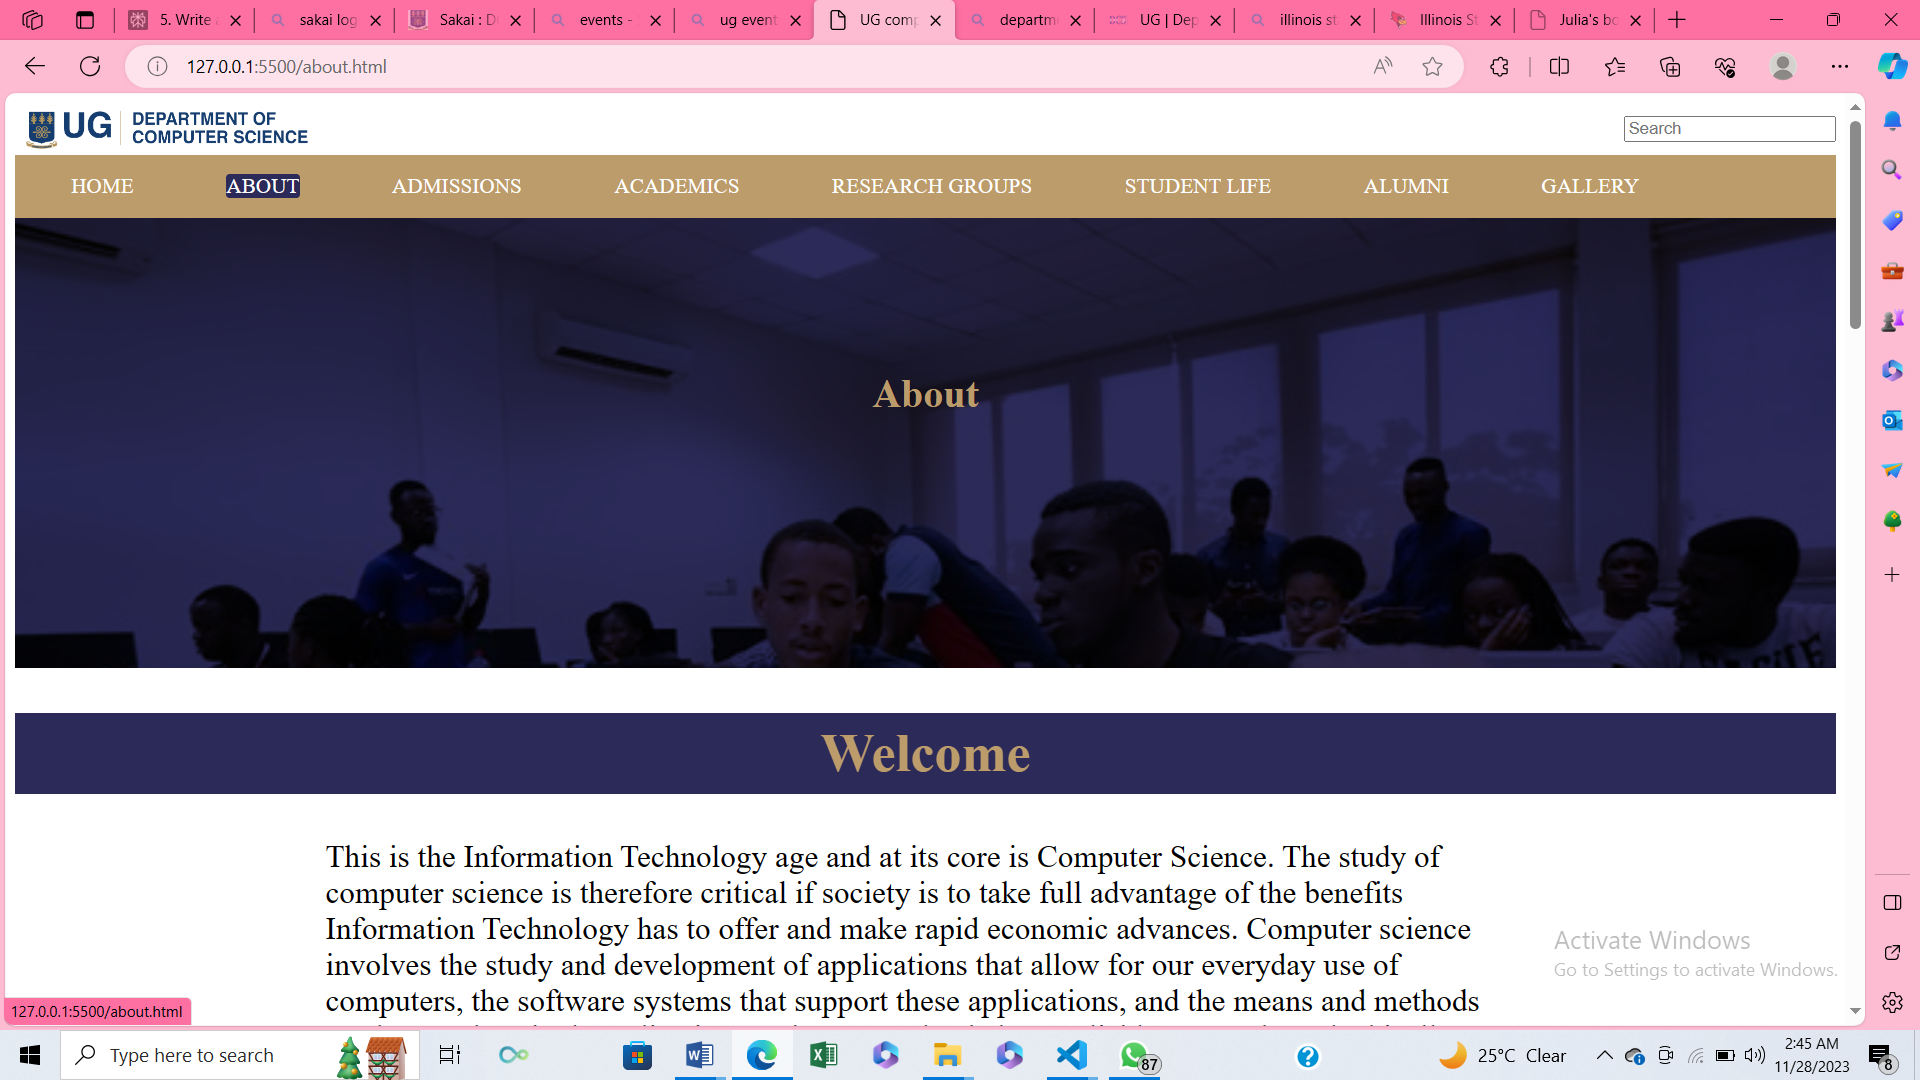 5. Write a
sakai log
Sakai : D
events -
ug event
UG comp
departme
UG | Dep
illinois sta
Illinois St
Julia's bo
127.0.0.1:5500/about.html
UG
DEPARTMENT OF
COMPUTER SCIENCE
Search
HOME ABOUT ADMISSIONS ACADEMICS RESEARCH GROUPS STUDENT LIFE ALUMNI GALLERY
About
Welcome
This is the Information Technology age and at its core is Computer Science. The study of
computer science is therefore critical if society is to take full advantage of the benefits
Information Technology has to offer and make rapid economic advances. Computer science
involves the study and development of applications that allow for our everyday use of
computers, the software systems that support these applications, and the means and methods
Activate Windows
Go to Settings to activate Windows.
127.0.0.1:5500/about.html
Type here to search
87
25°C Clear
2:45 AM
11/28/2023
8